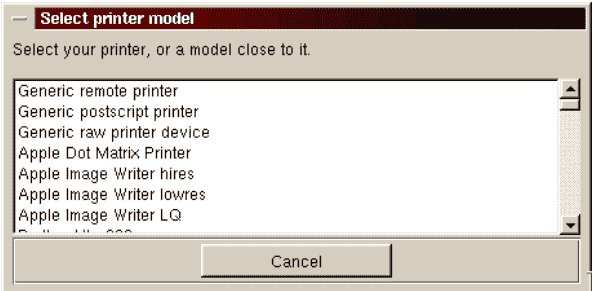 Select printer model
Select your printer, or a model close to it.
Generic remote printer
Generic postscript printer
Generic raw printer device
Apple Dot Matrix Printer
Apple Image Writer hires
Apple Image Writer lowres
Apple Image Writer LQ
Cancel